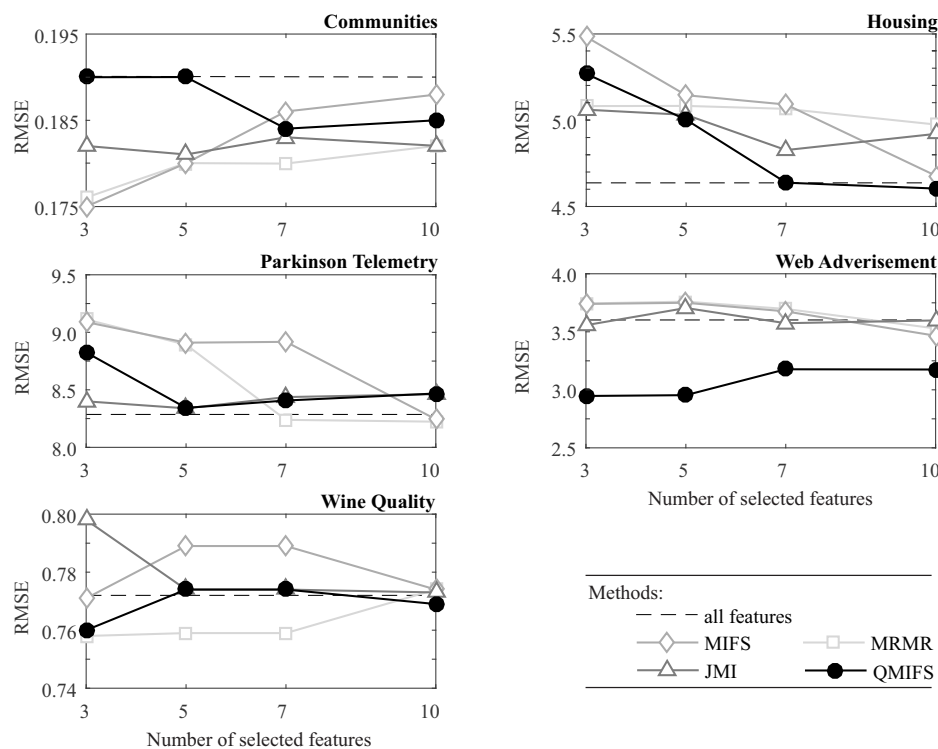 Communities
0.195
0.185
0.175
RMSE
3 5 7 10
Housing
5.5
5.0
4.5
RMSE
3 5 7 10
Parkinson Telemetry
9.5
9.0
8.5
8.0
RMSE
3 5 7 10
Web Adverisement
4.0
3.5
3.0
2.5
RMSE
3 5 7 10
Number of selected features
Wine Quality
0.80
0.78
0.76
0.74
RMSE
3 5 7 10
Number of selected features
Methods:
all features
MIFS MRMR
JMI QMIFS